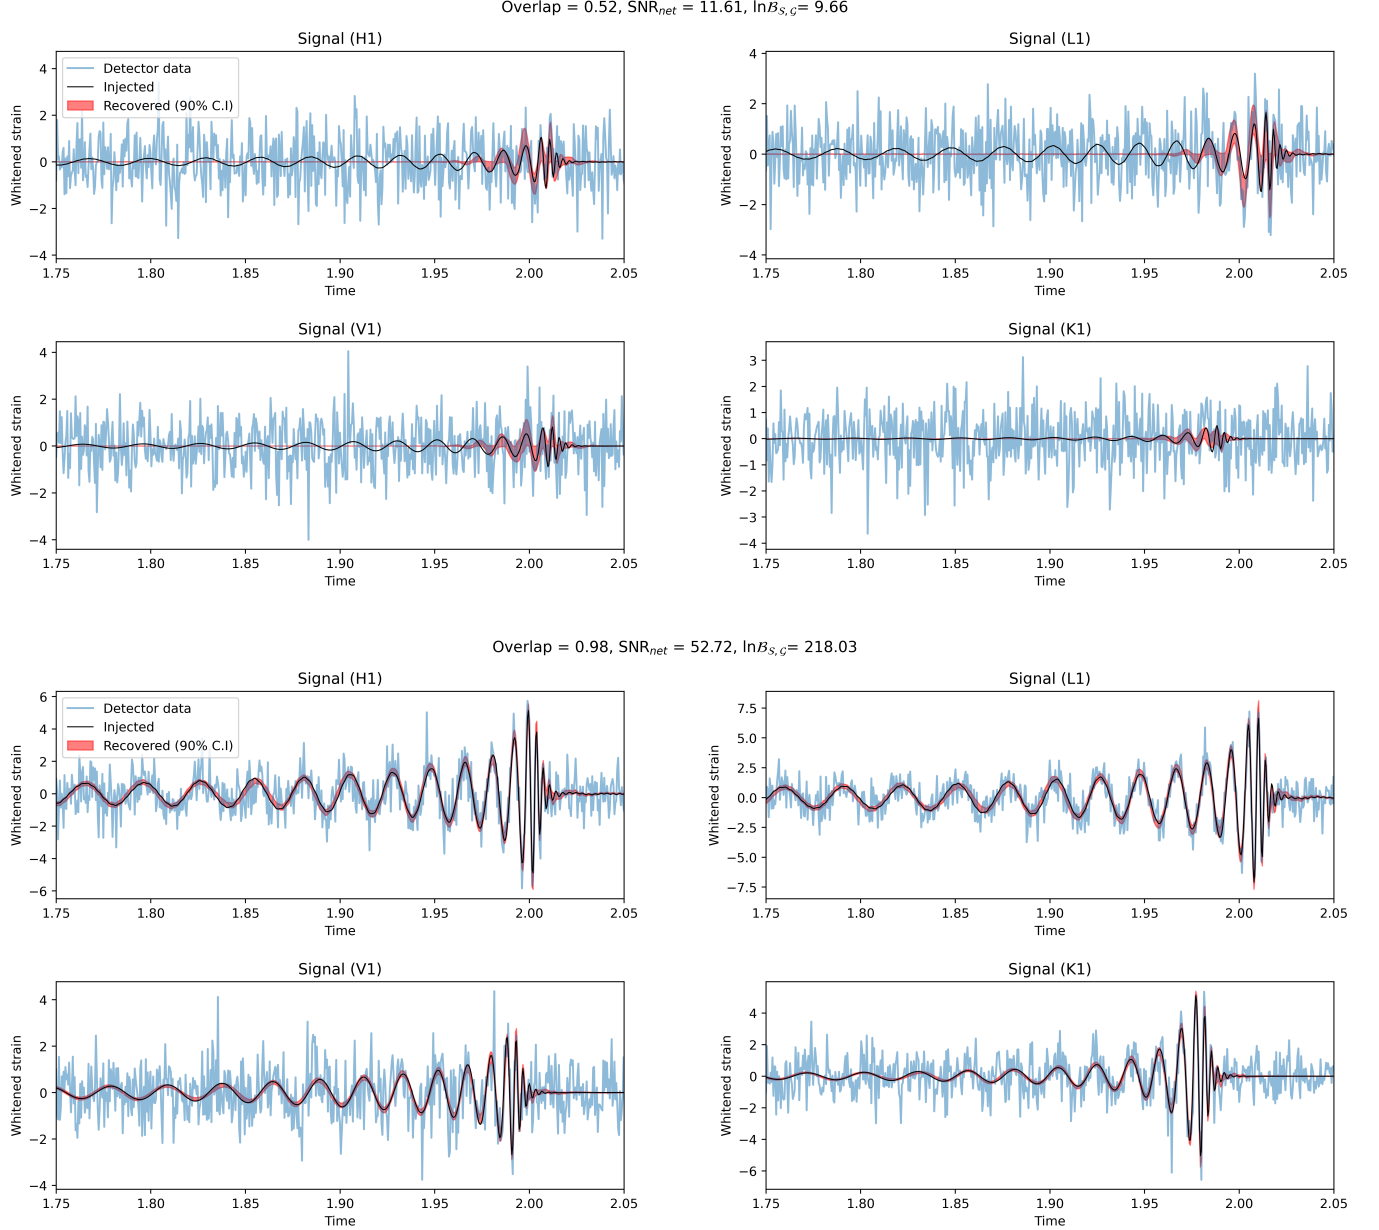 Overlap = 0.52, SNR_net = 11.61, ln𝓑_{𝒮,𝒢}= 9.66
Signal (H1)
4
2
0
−2
−4
Whitened strain
Detector data
Injected
Recovered (90% C.I)
1.75 1.80 1.85 1.90 1.95 2.00 2.05
Time
Signal (L1)
4
2
0
−2
−4
Whitened strain
1.75 1.80 1.85 1.90 1.95 2.00 2.05
Time
Signal (V1)
4
2
0
−2
−4
Whitened strain
1.75 1.80 1.85 1.90 1.95 2.00 2.05
Time
Signal (K1)
3
2
1
0
−1
−2
−3
−4
Whitened strain
1.75 1.80 1.85 1.90 1.95 2.00 2.05
Time
Overlap = 0.98, SNR_net = 52.72, ln𝓑_{𝒮,𝒢}= 218.03
Signal (H1)
6
4
2
0
−2
−4
−6
Whitened strain
Detector data
Injected
Recovered (90% C.I)
1.75 1.80 1.85 1.90 1.95 2.00 2.05
Time
Signal (L1)
7.5
5.0
2.5
0.0
−2.5
−5.0
−7.5
Whitened strain
1.75 1.80 1.85 1.90 1.95 2.00 2.05
Time
Signal (V1)
4
2
0
−2
−4
Whitened strain
1.75 1.80 1.85 1.90 1.95 2.00 2.05
Time
Signal (K1)
4
2
0
−2
−4
−6
Whitened strain
1.75 1.80 1.85 1.90 1.95 2.00 2.05
Time